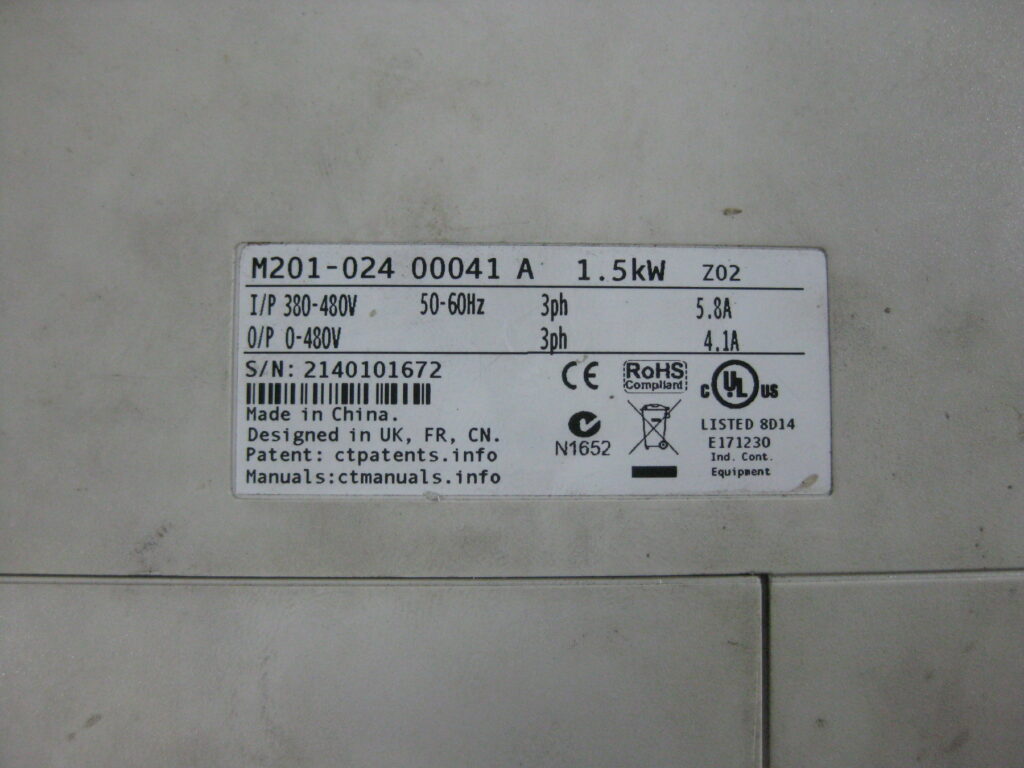 M201-024 00041 A 1.5kW Z02
I/P 380-480V 50-60Hz 3ph 5.8A
O/P 0-480V 3ph 4.1A
S/N: 2140101672
Made in China.
Designed in UK, FR, CN.
Patent: ctpatents.info
Manuals:ctmanuals.info
CE
RoHS
Compliant
N1652
c UL us
LISTED 8D14
E171230
Ind. Cont.
Equipment